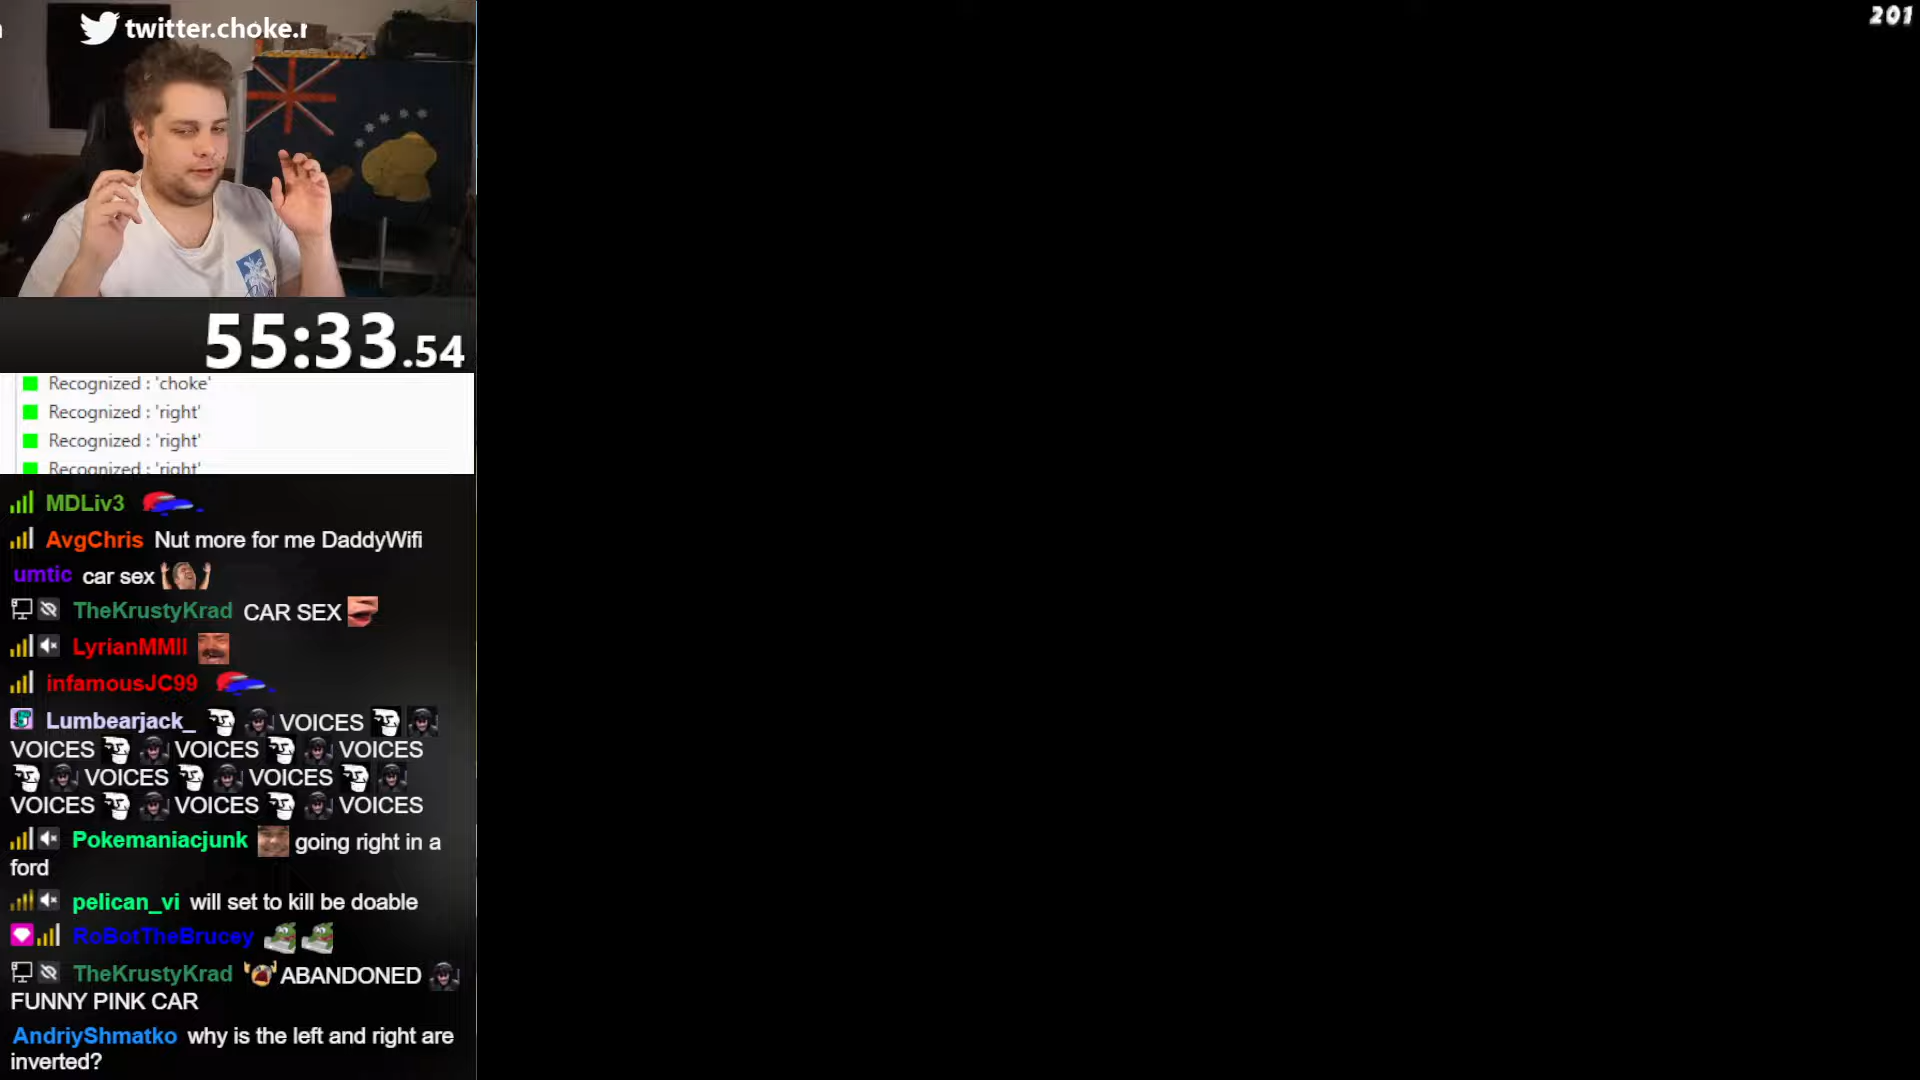 twitter.choke.r
201
55:33.54
Recognized : 'choke'
Recognized : 'right'
Recognized : 'right'
Recognized : 'right'
MDLiv3
AvgChris Nut more for me DaddyWifi
umtic car sex
TheKrustyKrad CAR SEX
LyrianMMII
infamousJC99
Lumbearjack_ VOICES
VOICES VOICES VOICES
VOICES VOICES
VOICES VOICES VOICES
Pokemaniacjunk going right in a
ford
pelican_vi will set to kill be doable
RoBotTheBrucey
TheKrustyKrad ABANDONED
FUNNY PINK CAR
AndriyShmatko why is the left and right are
inverted?